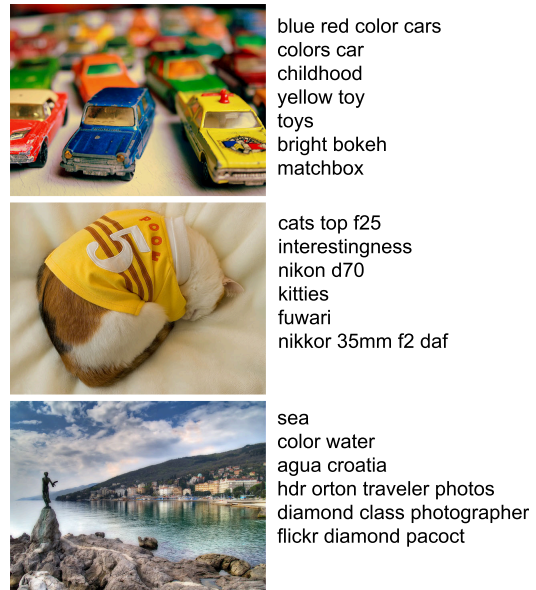 blue red color cars
colors car
childhood
yellow toy
toys
bright bokeh
matchbox
POOK
5
cats top f25
interestingness
nikon d70
kitties
fuwari
nikkor 35mm f2 daf
sea
color water
agua croatia
hdr orton traveler photos
diamond class photographer
flickr diamond pacoct